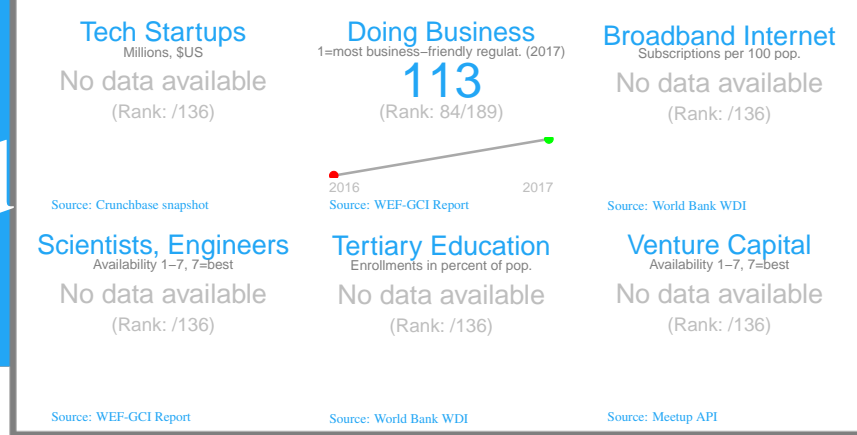 Tech Startups
Millions, $US
No data available
(Rank: /136)
Source: Crunchbase snapshot
Doing Business
1=most business−friendly regulat. (2017)
113
(Rank: 84/189)
2016 2017
Source: WEF-GCI Report
Broadband Internet
Subscriptions per 100 pop.
No data available
(Rank: /136)
Source: World Bank WDI
Scientists, Engineers
Availability 1−7, 7=best
No data available
(Rank: /136)
Source: WEF-GCI Report
Tertiary Education
Enrollments in percent of pop.
No data available
(Rank: /136)
Source: World Bank WDI
Venture Capital
Availability 1−7, 7=best
No data available
(Rank: /136)
Source: Meetup API